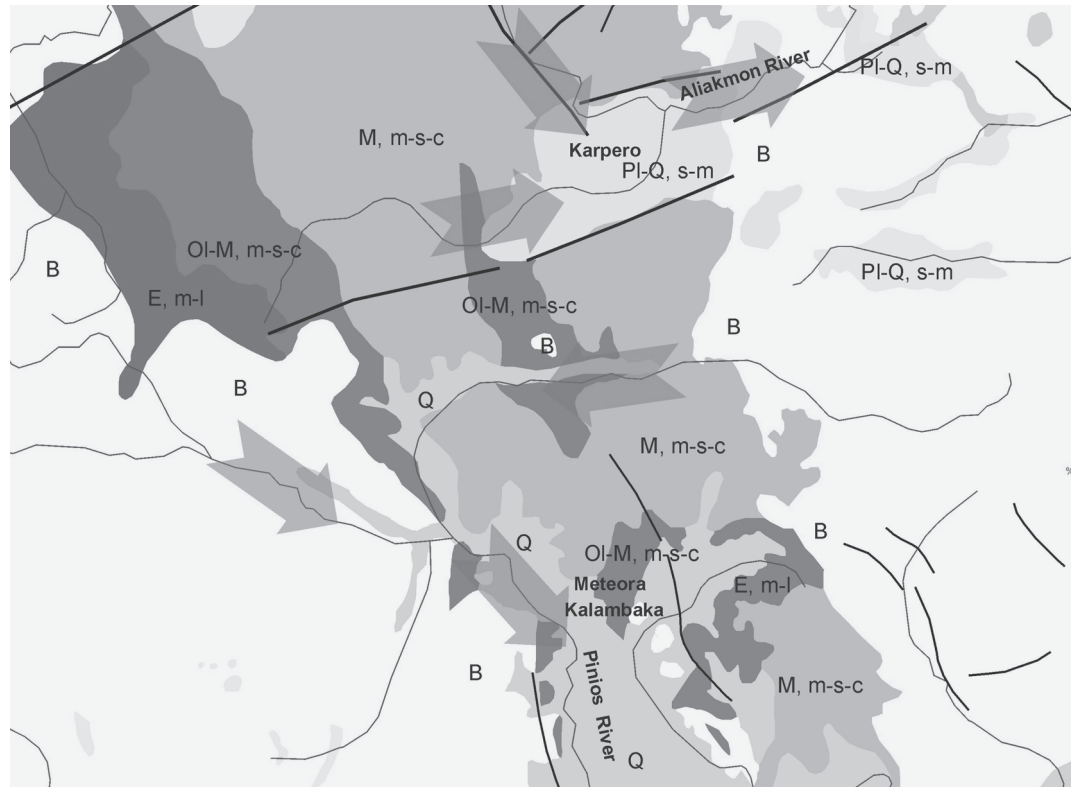 Aliakmon River
Pl-Q, s-m
M, m-s-c
Karpero
B
Pl-Q, s-m
Ol-M, m-s-c
B
Pl-Q, s-m
E, m-l
Ol-M, m-s-c
B
B
B
Q
M, m-s-c
%
B
Q
Ol-M, m-s-c
Meteora
E, m-l
Kalambaka
B
Pinios River
M, m-s-c
Q